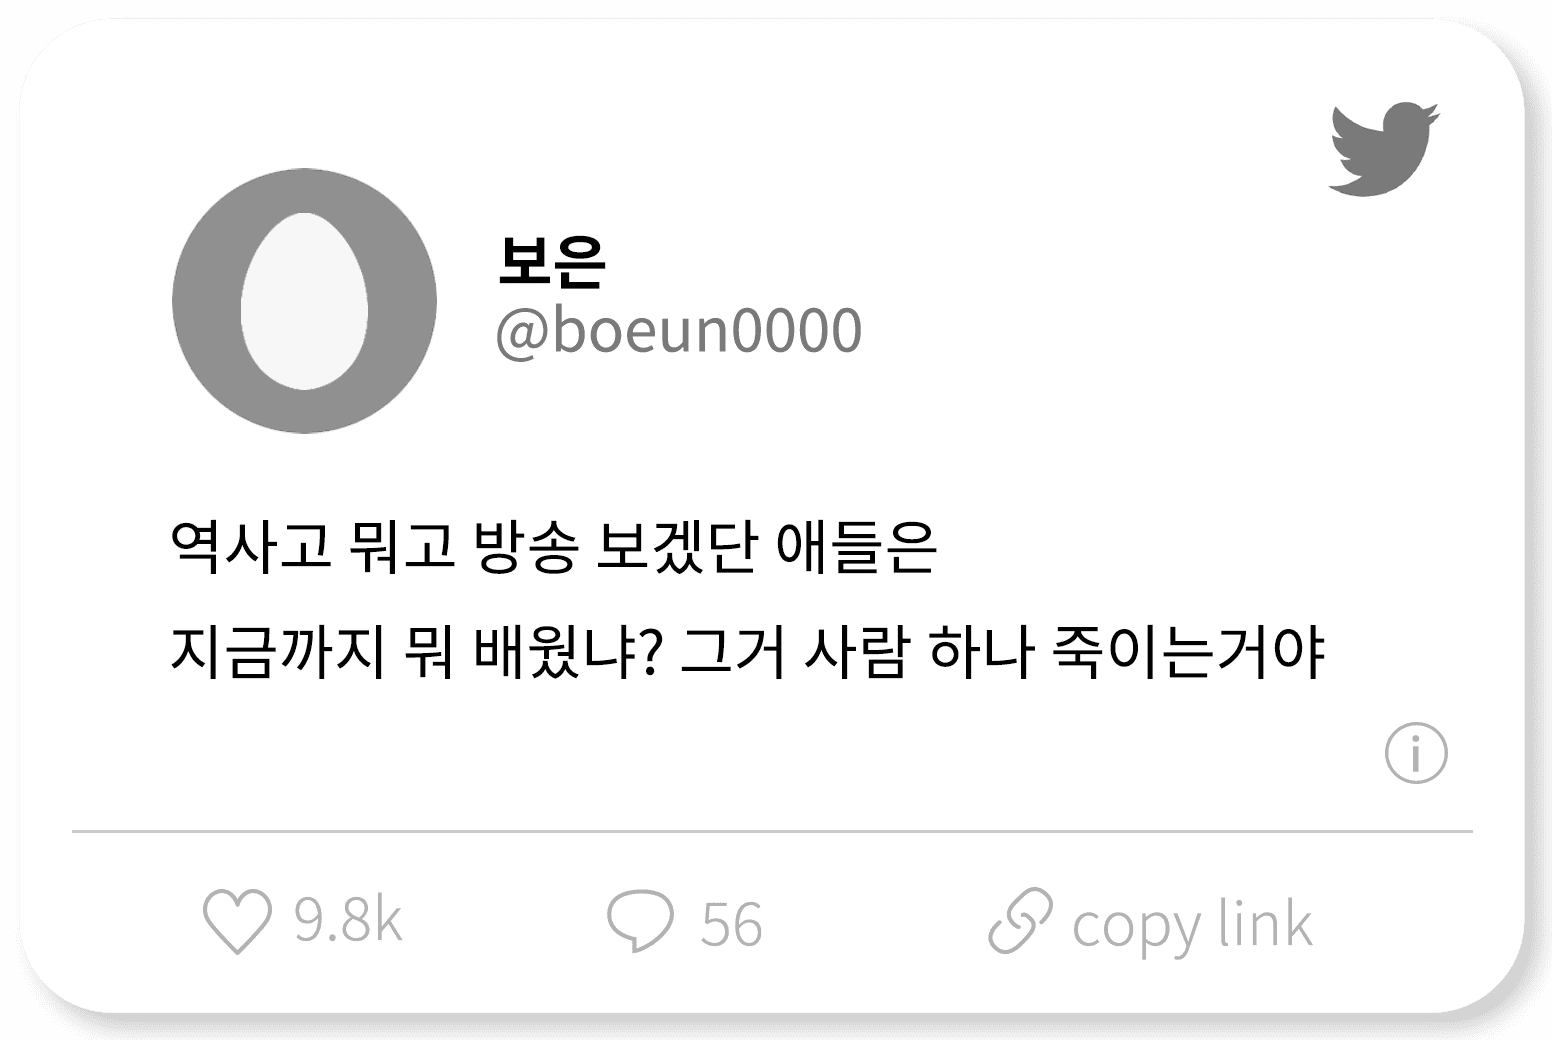 보은
@boeun0000
역사고 뭐고 방송 보겠단 애들은
지금까지 뭐 배웠냐? 그거 사람 하나 죽이는거야
9.8k 56 copy link